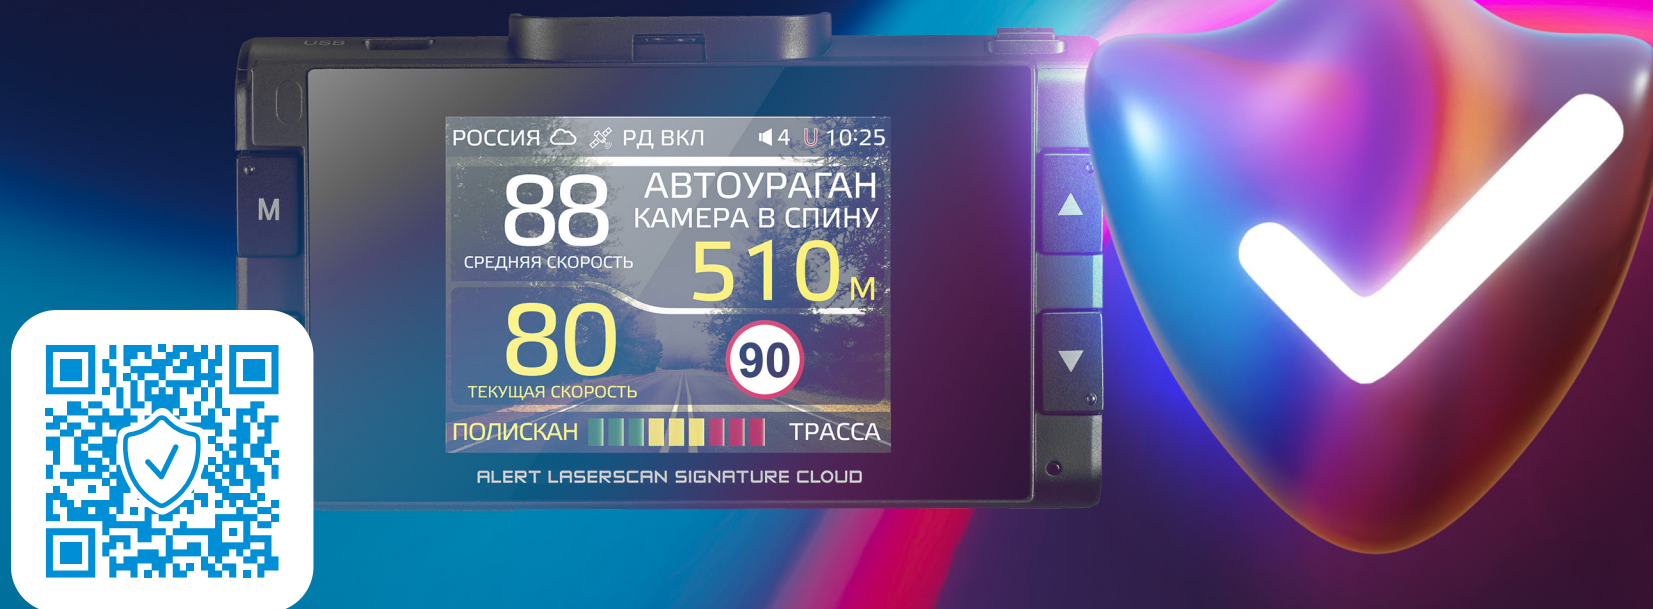 USB
РОССИЯ РД ВКЛ 4 10:25
88
СРЕДНЯЯ СКОРОСТЬ
АВТОУРАГАН
КАМЕРА В СПИНУ
510 М
80
ТЕКУЩАЯ СКОРОСТЬ
90
ПОЛИСКАН ТРАССА
ALERT LASERSCAN SIGNATURE CLOUD
M